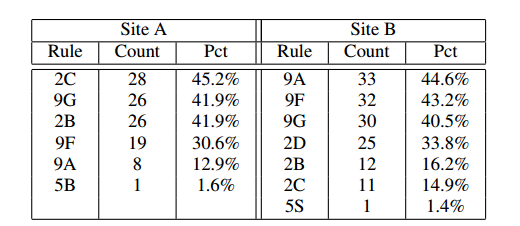 Site A Site B
Rule Count Pct Rule Count Pct
2C 28 45.2% 9A 33 44.6%
9G 26 41.9% 9F 32 43.2%
2B 26 41.9% 9G 30 40.5%
9F 19 30.6% 2D 25 33.8%
9A 8 12.9% 2B 12 16.2%
5B 1 1.6% 2C 11 14.9%
5S 1 1.4%